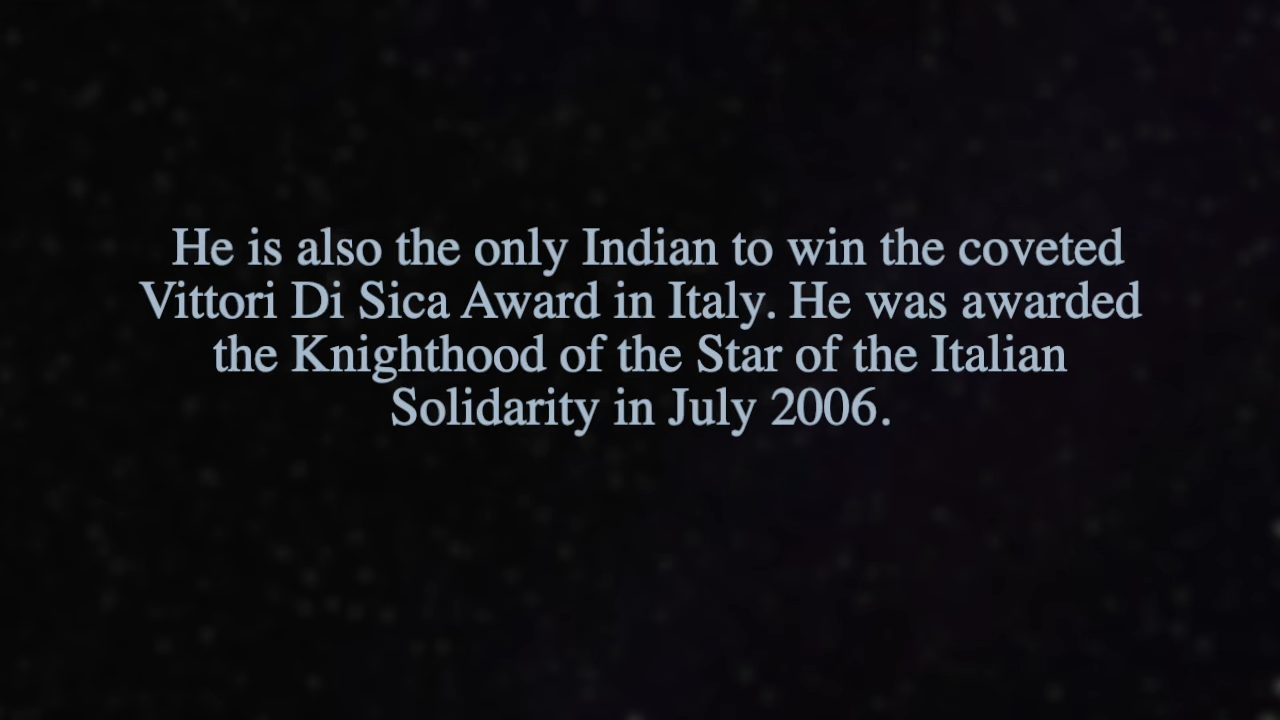 He is also the only Indian to win the coveted
Vittori Di Sica Award in Italy. He was awarded
the Knighthood of the Star of the Italian
Solidarity in July 2006.